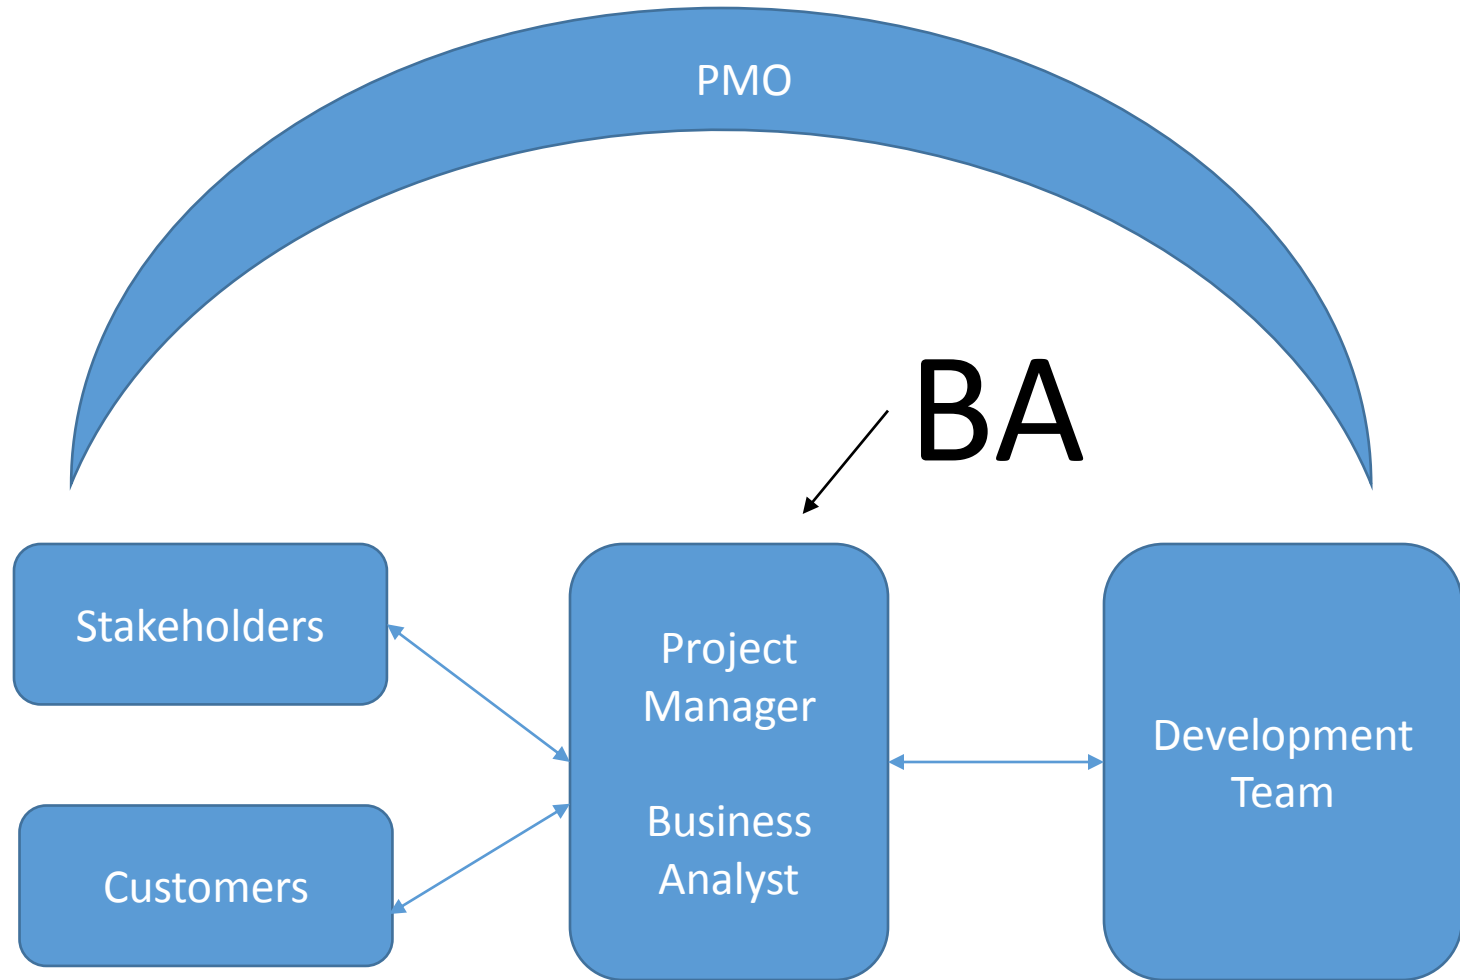 PMO
BA
Stakeholders
Customers
Project
Manager
Business
Analyst
Development
Team